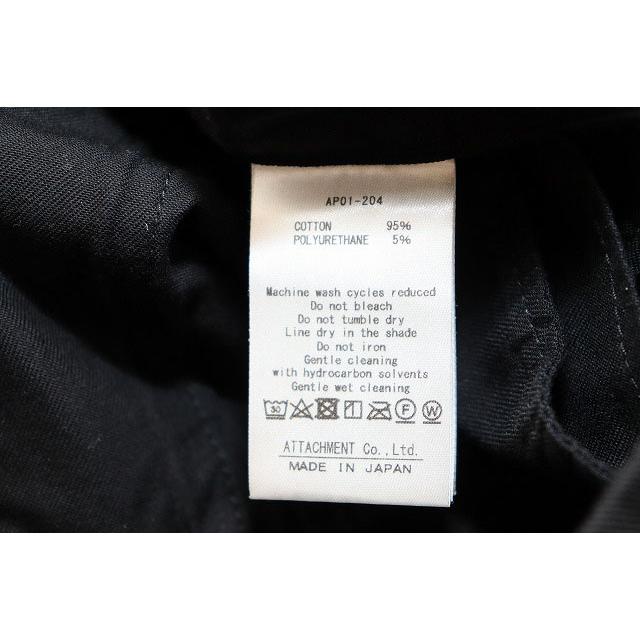 AP01-204
COTTON 95%
POLYURETHANE 5%
Machine wash cycles reduced
Do not bleach
Do not tumble dry
Line dry in the shade
Do not iron
Gentle cleaning
with hydrocarbon solvents
Gentle wet cleaning
30 F W
ATTACHMENT Co.,Ltd.
MADE IN JAPAN